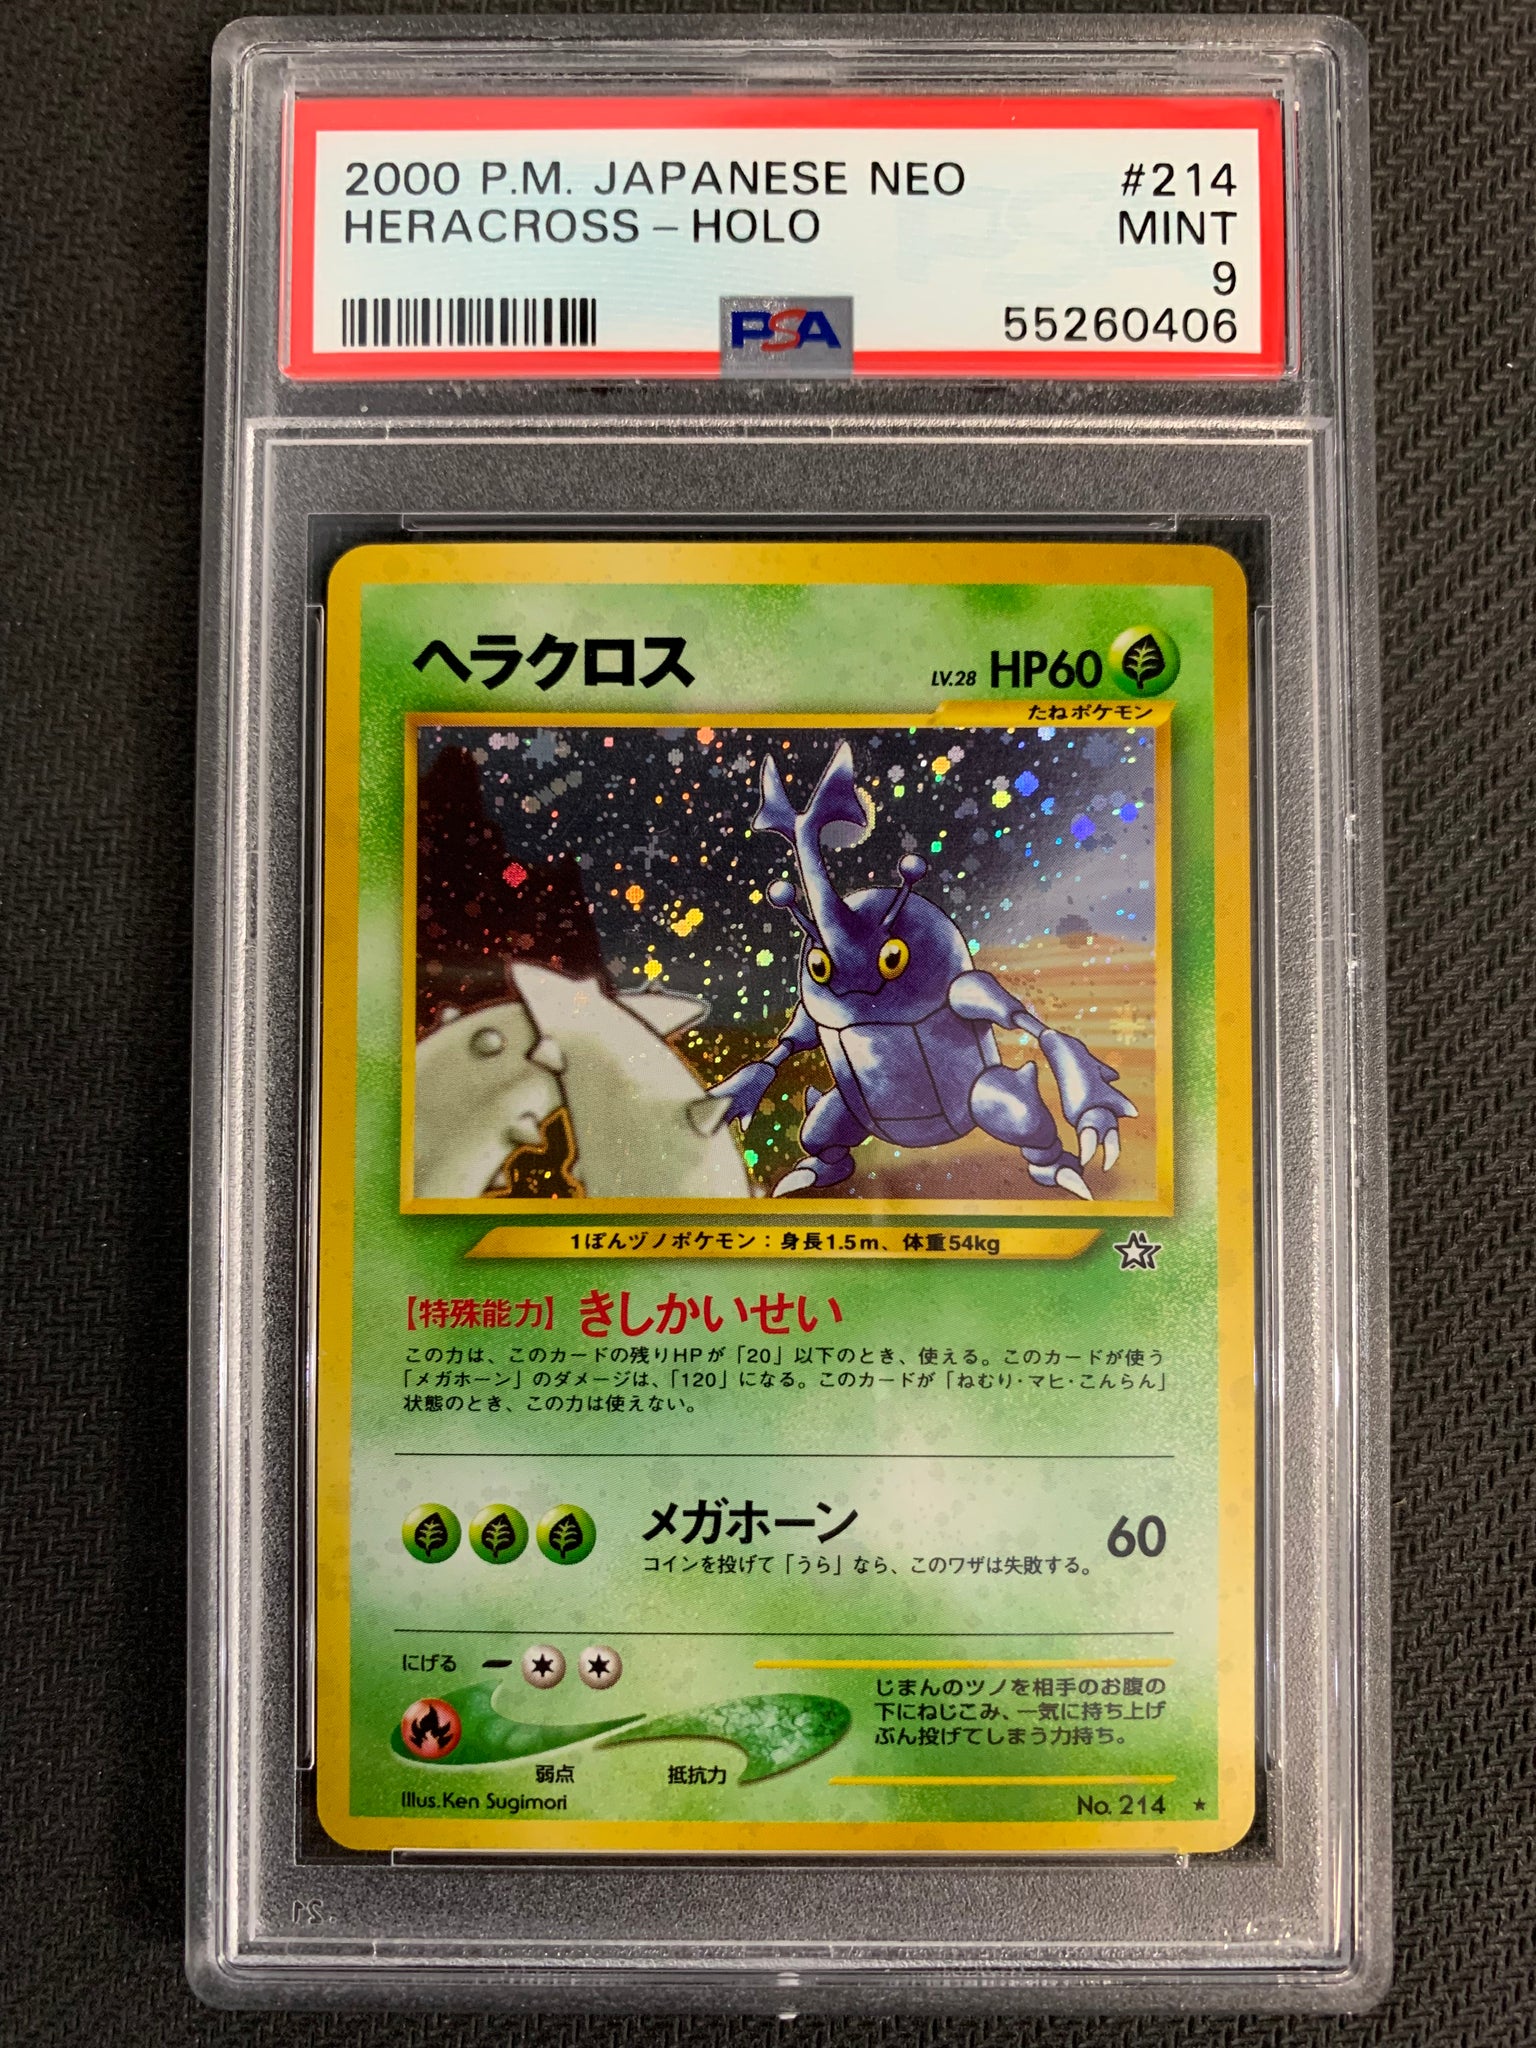 2000 P.M. JAPANESE NEO #214
HERACROSS-HOLO MINT
9
PSA 55260406
ヘラクロス LV.28 HP60
たねポケモン
1ぽんヅノポケモン：身長1.5m、体重54kg
【特殊能力】きしかいせい
この力は、このカードの残りHPが「20」以下のとき、使える。このカードが使う
「メガホーン」のダメージは、「120」になる。このカードが「ねむり・マヒ・こんらん」
状態のとき、この力は使えない。
メガホーン 60
コインを投げて「うら」なら、このワザは失敗する。
にげる
じまんのツノを相手のお腹の
下にねじこみ、一気に持ち上げ
ぶん投げてしまう力持ち。
弱点 抵抗力
Illus.Ken Sugimori No. 214